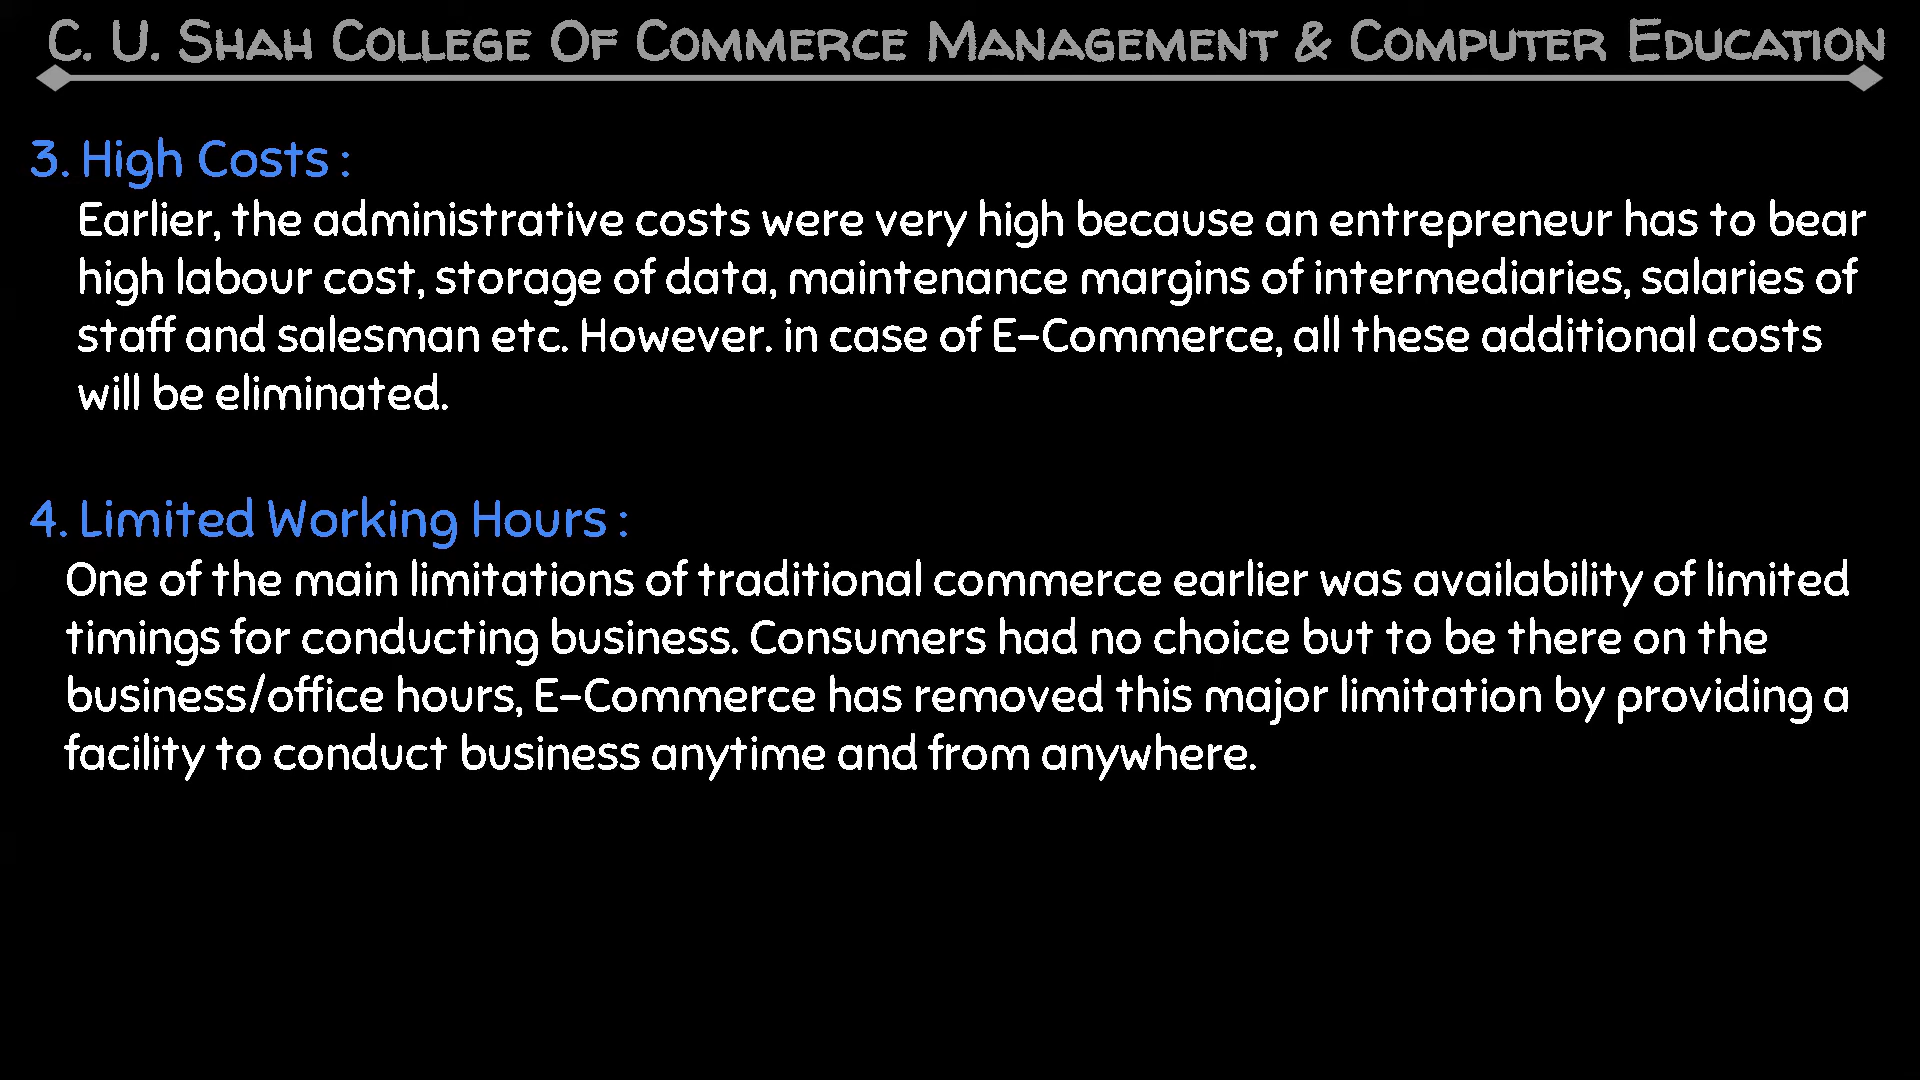 C. U. Shah College Of Commerce Management & Computer Education
3. High Costs :
Earlier, the administrative costs were very high because an entrepreneur has to bear
high labour cost, storage of data, maintenance margins of intermediaries, salaries of
staff and salesman etc. However. in case of E-Commerce, all these additional costs
will be eliminated.
4. Limited Working Hours :
One of the main limitations of traditional commerce earlier was availability of limited
timings for conducting business. Consumers had no choice but to be there on the
business/office hours, E-Commerce has removed this major limitation by providing a
facility to conduct business anytime and from anywhere.